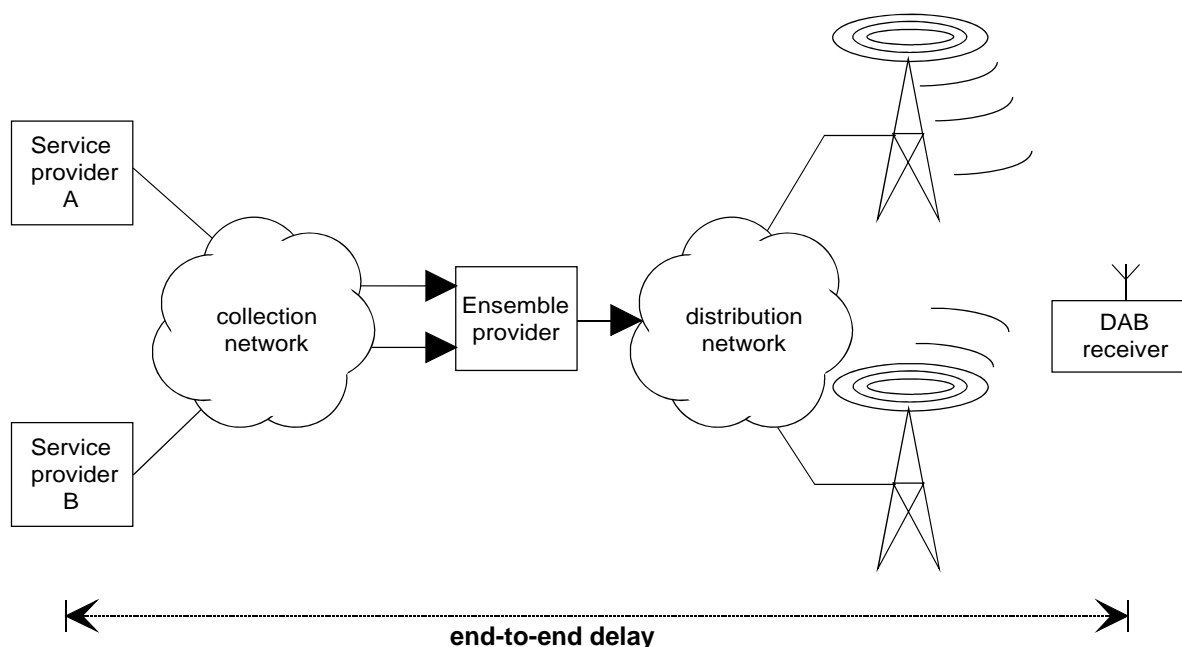 Service
provider
A
collection
network
Ensemble
provider
distribution
network
DAB
receiver
Service
provider
B
end-to-end delay